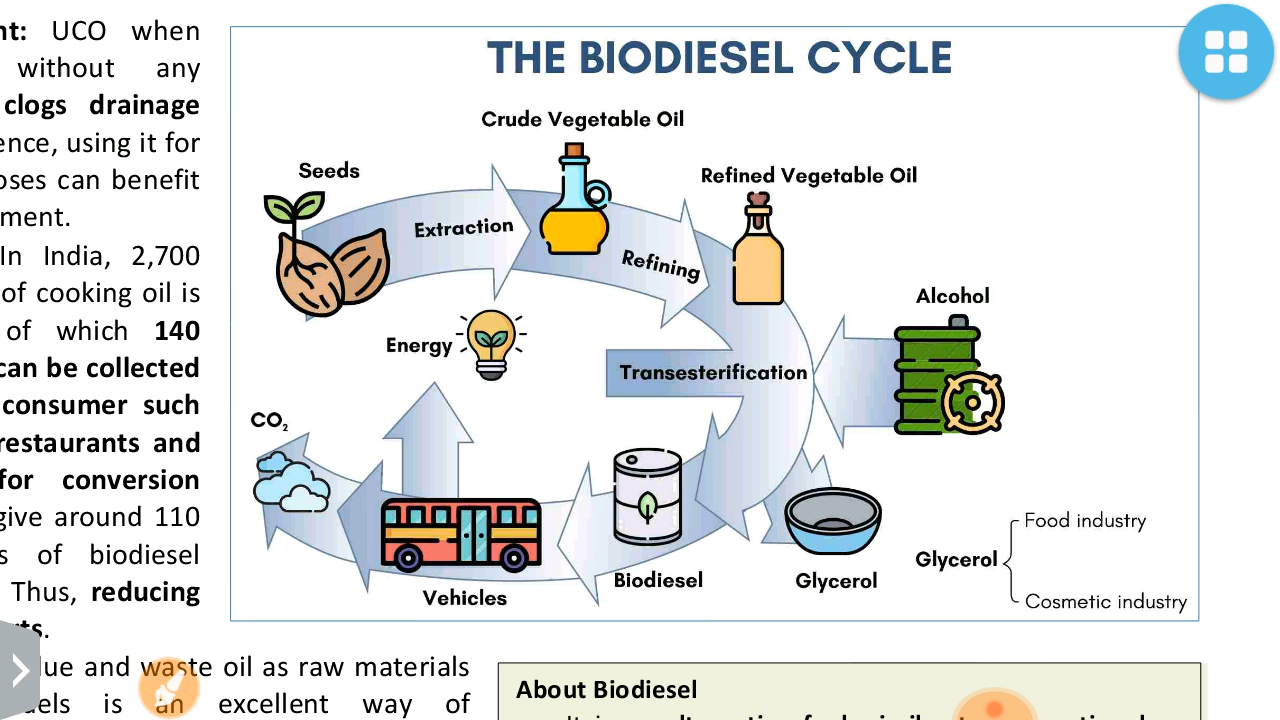 nt: UCO when
without any
clogs drainage
ence, using it for
oses can benefit
ment.
In India, 2,700
of cooking oil is
of which 140
can be collected
consumer such
restaurants and
for conversion
give around 110
s of biodiesel
Thus, reducing
rts.
lue and waste oil as raw materials
uels is an excellent way of
THE BIODIESEL CYCLE
Crude Vegetable Oil
Seeds
Refined Vegetable Oil
Extraction
Refining
Alcohol
Energy
Transesterification
CO₂
Food industry
Glycerol
Cosmetic industry
Biodiesel
Glycerol
Vehicles
About Biodiesel